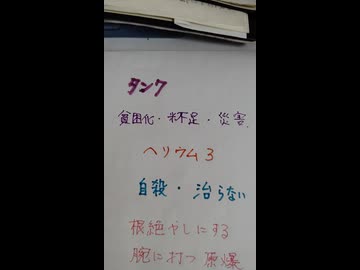 タンク
貧困化・米不足・災害
ヘリウム3
自殺・治らない
根絶やしにする
腕に打つ原爆